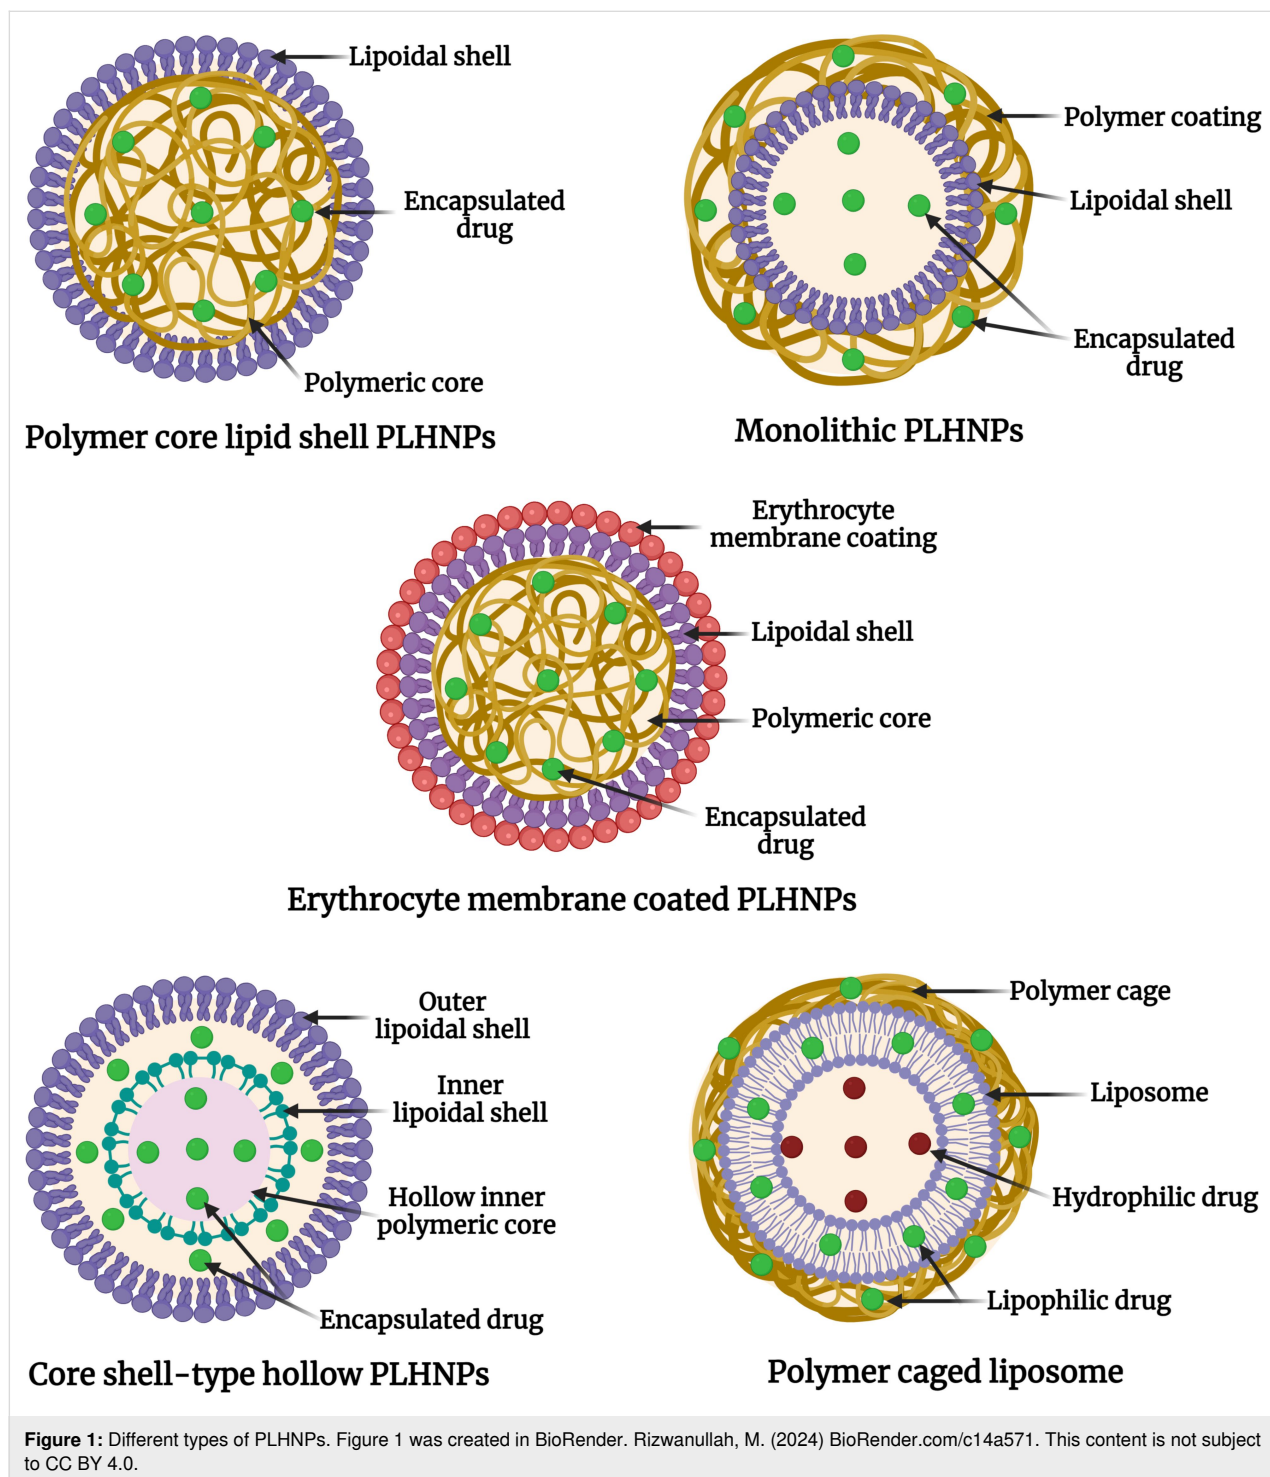 Lipoidal shell
Encapsulated
drug
Polymeric core
Polymer core lipid shell PLHNPs
Polymer coating
Lipoidal shell
Encapsulated
drug
Monolithic PLHNPs
Erythrocyte
membrane coating
Lipoidal shell
Polymeric core
Encapsulated
drug
Erythrocyte membrane coated PLHNPs
Outer
lipoidal shell
Inner
lipoidal shell
Hollow inner
polymeric core
Encapsulated drug
Core shell-type hollow PLHNPs
Polymer cage
Liposome
Hydrophilic drug
Lipophilic drug
Polymer caged liposome
Figure 1: Different types of PLHNPs. Figure 1 was created in BioRender. Rizwanullah, M. (2024) BioRender.com/c14a571. This content is not subject
to CC BY 4.0.